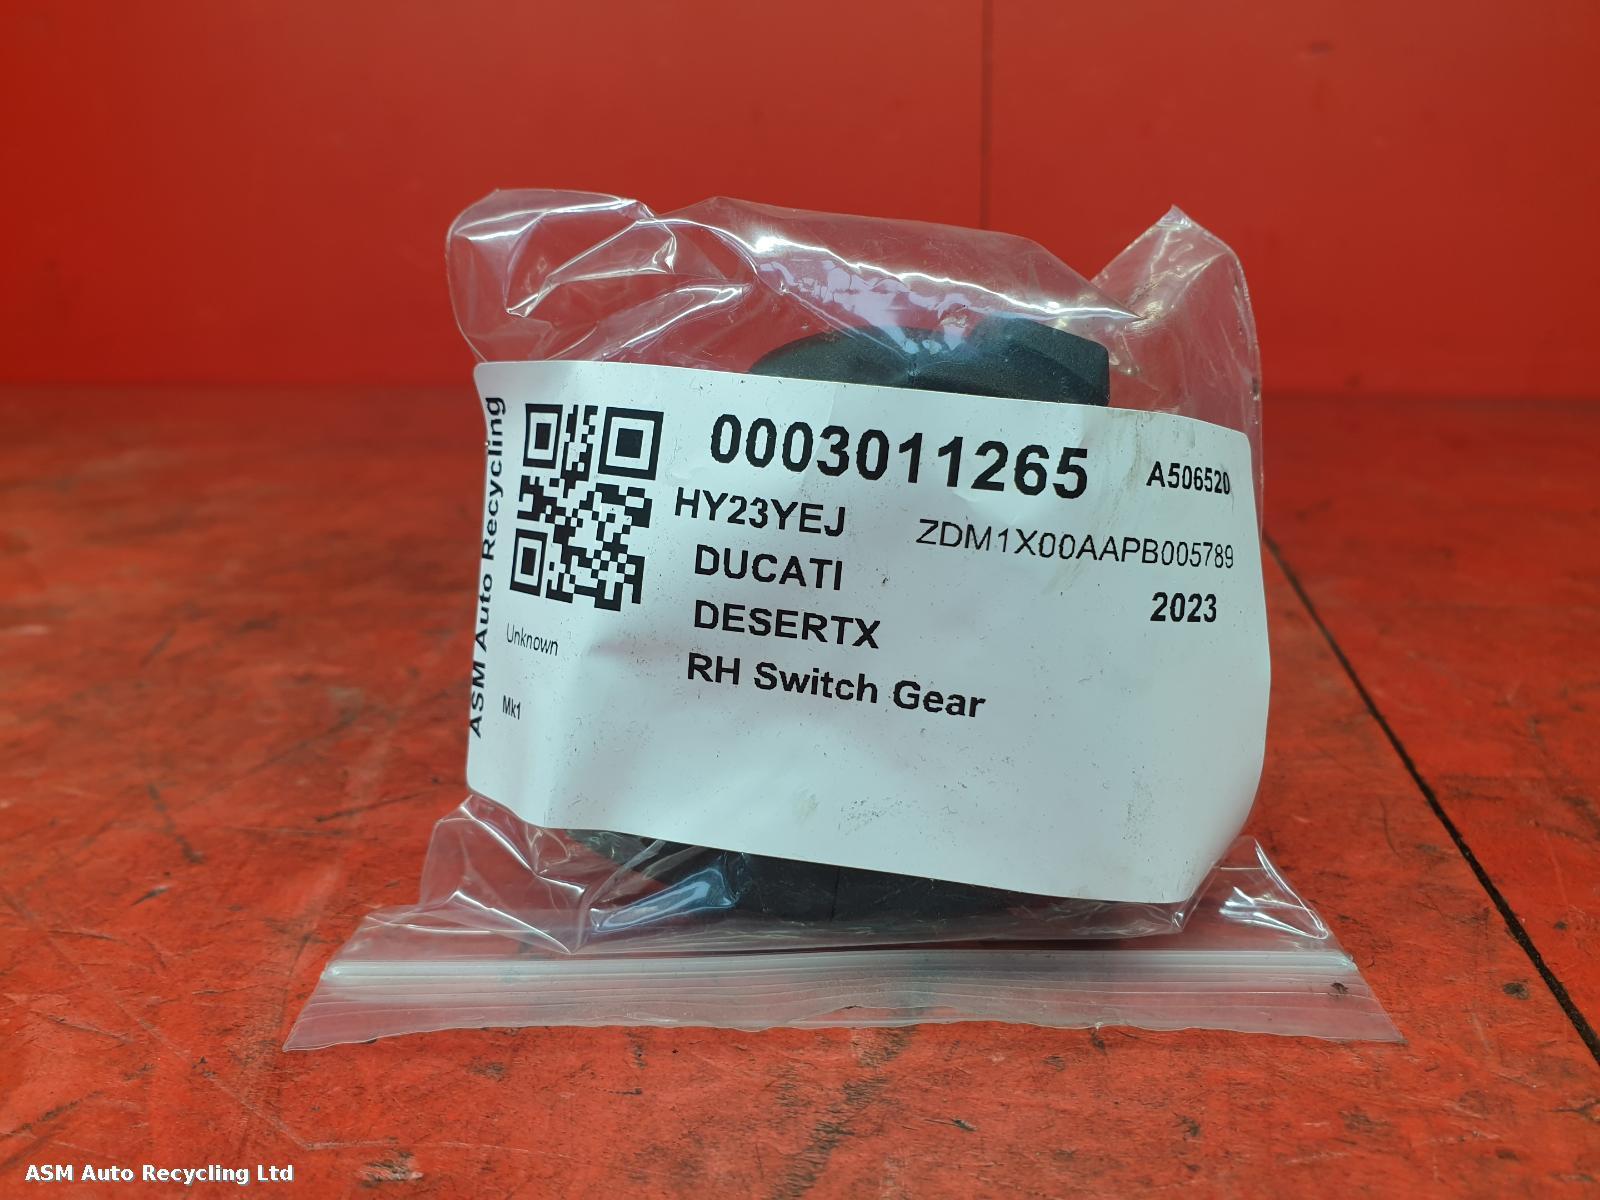 ASM Auto Recycling
0003011265
A506520
HY23YEJ
ZDM1X00AAPB005789
DUCATI
2023
DESERTX
Unknown
RH Switch Gear
Mk1
ASM Auto Recycling Ltd